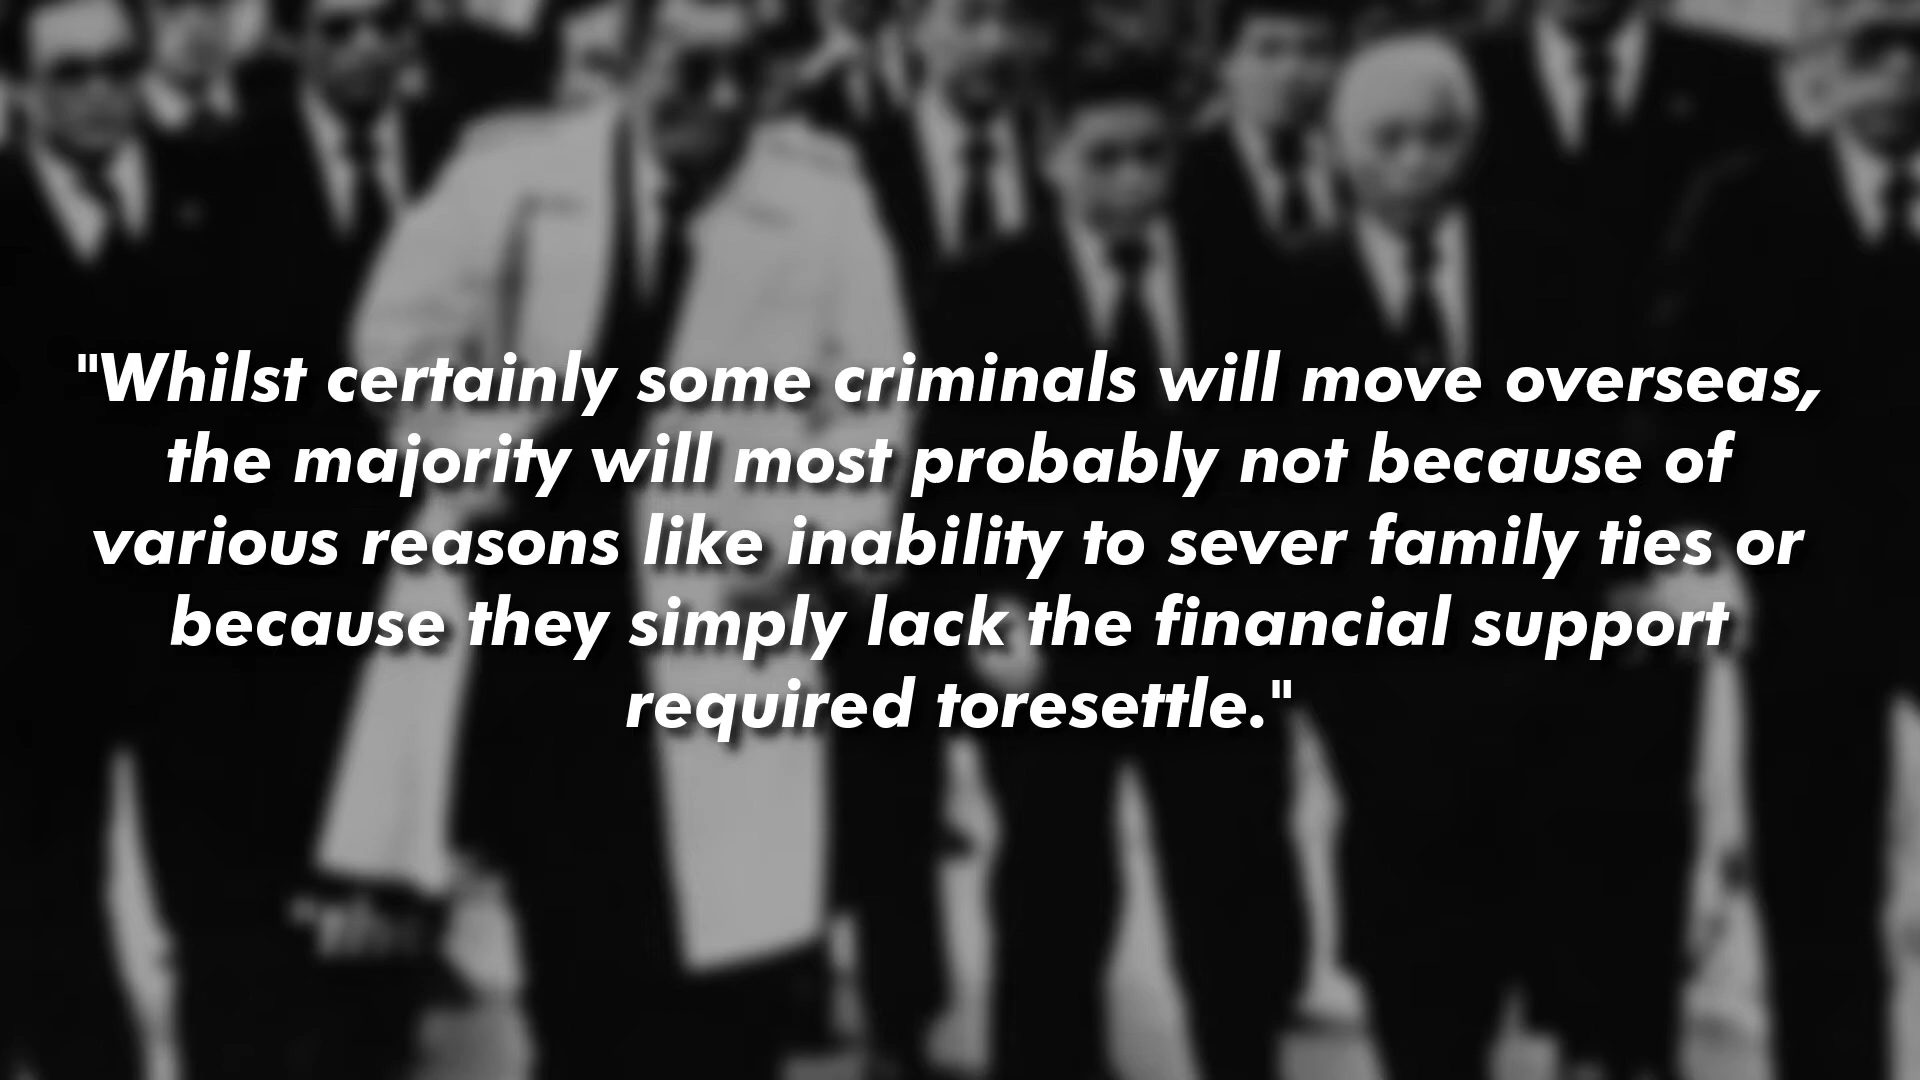 "Whilst certainly some criminals will move overseas,
the majority will most probably not because of
various reasons like inability to sever family ties or
because they simply lack the financial support
required toresettle."